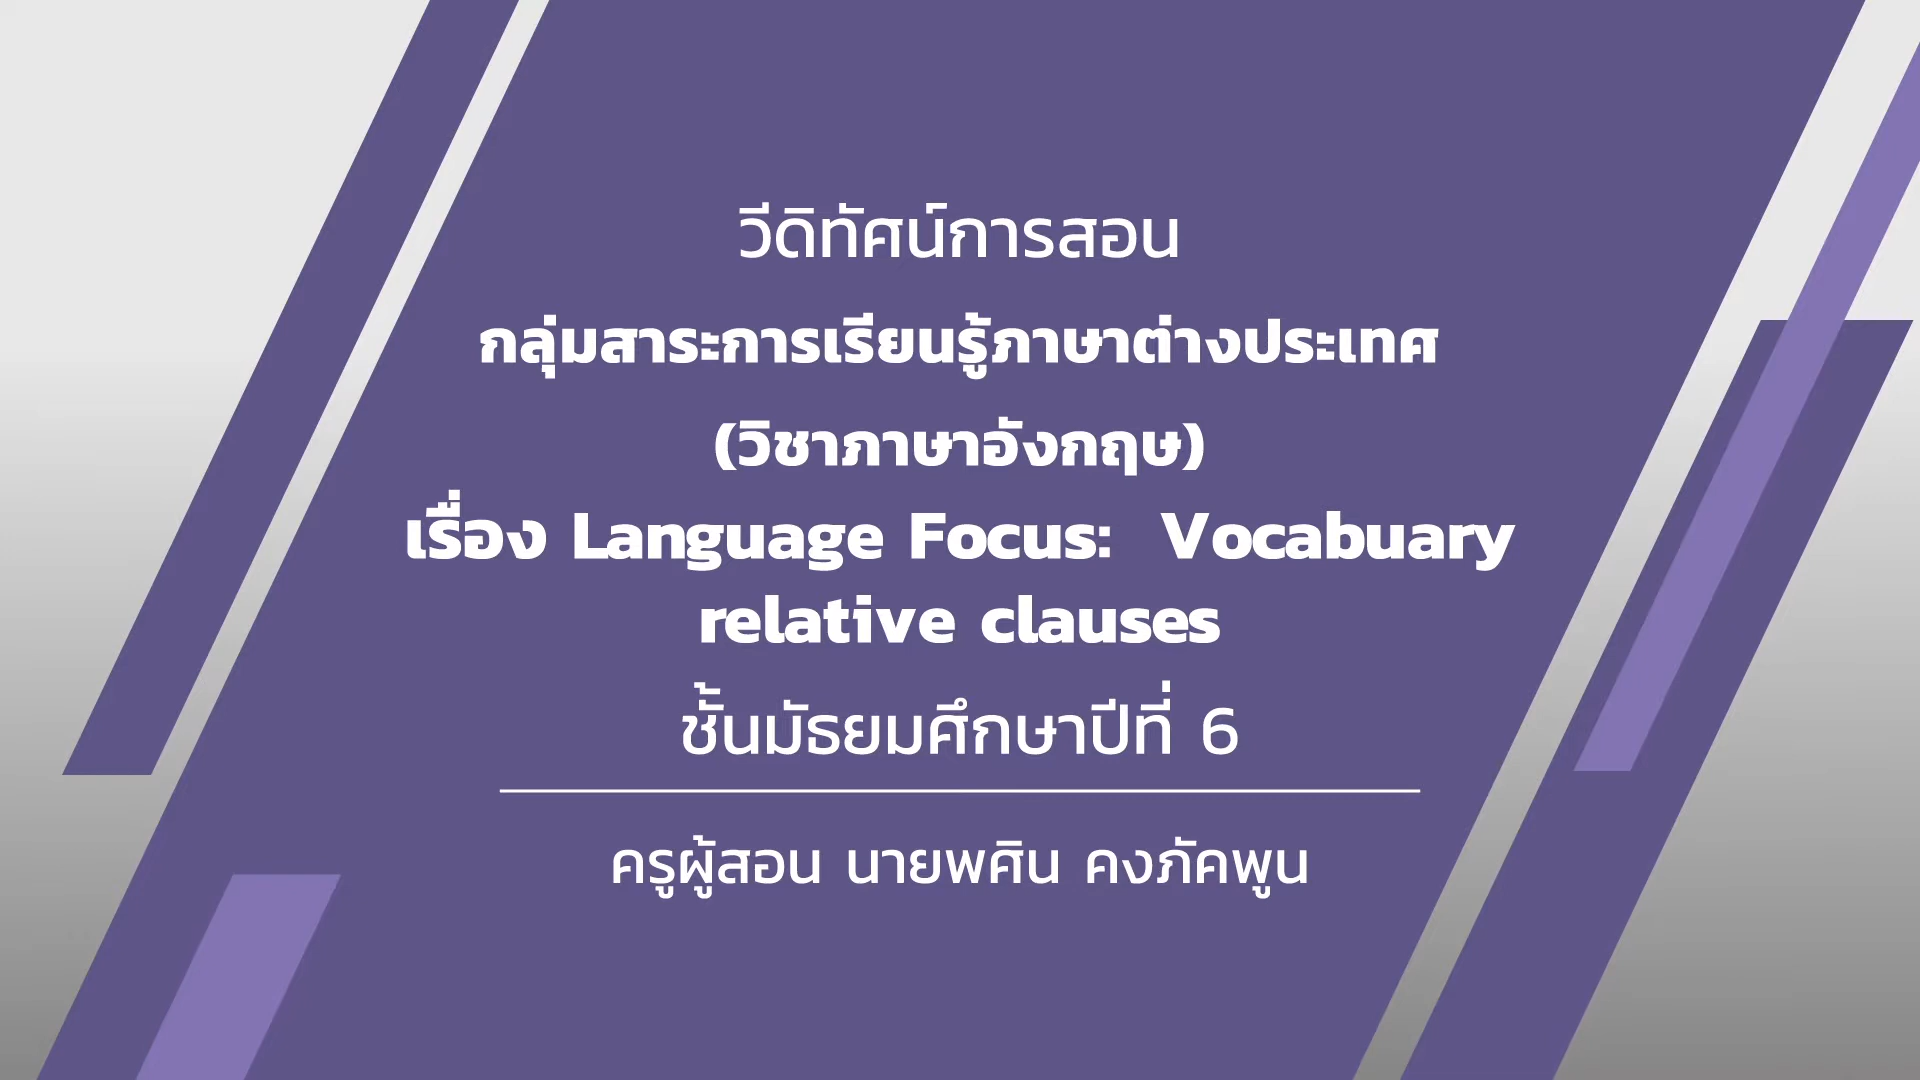 วีดิทัศน์การสอน
กลุ่มสาระการเรียนรู้ภาษาต่างประเทศ
(วิชาภาษาอังกฤษ)
เรื่อง Language Focus: Vocabuary
relative clauses
ชั้นมัธยมศึกษาปีที่ 6
ครูผู้สอน นายพศิน คงภัคพูน